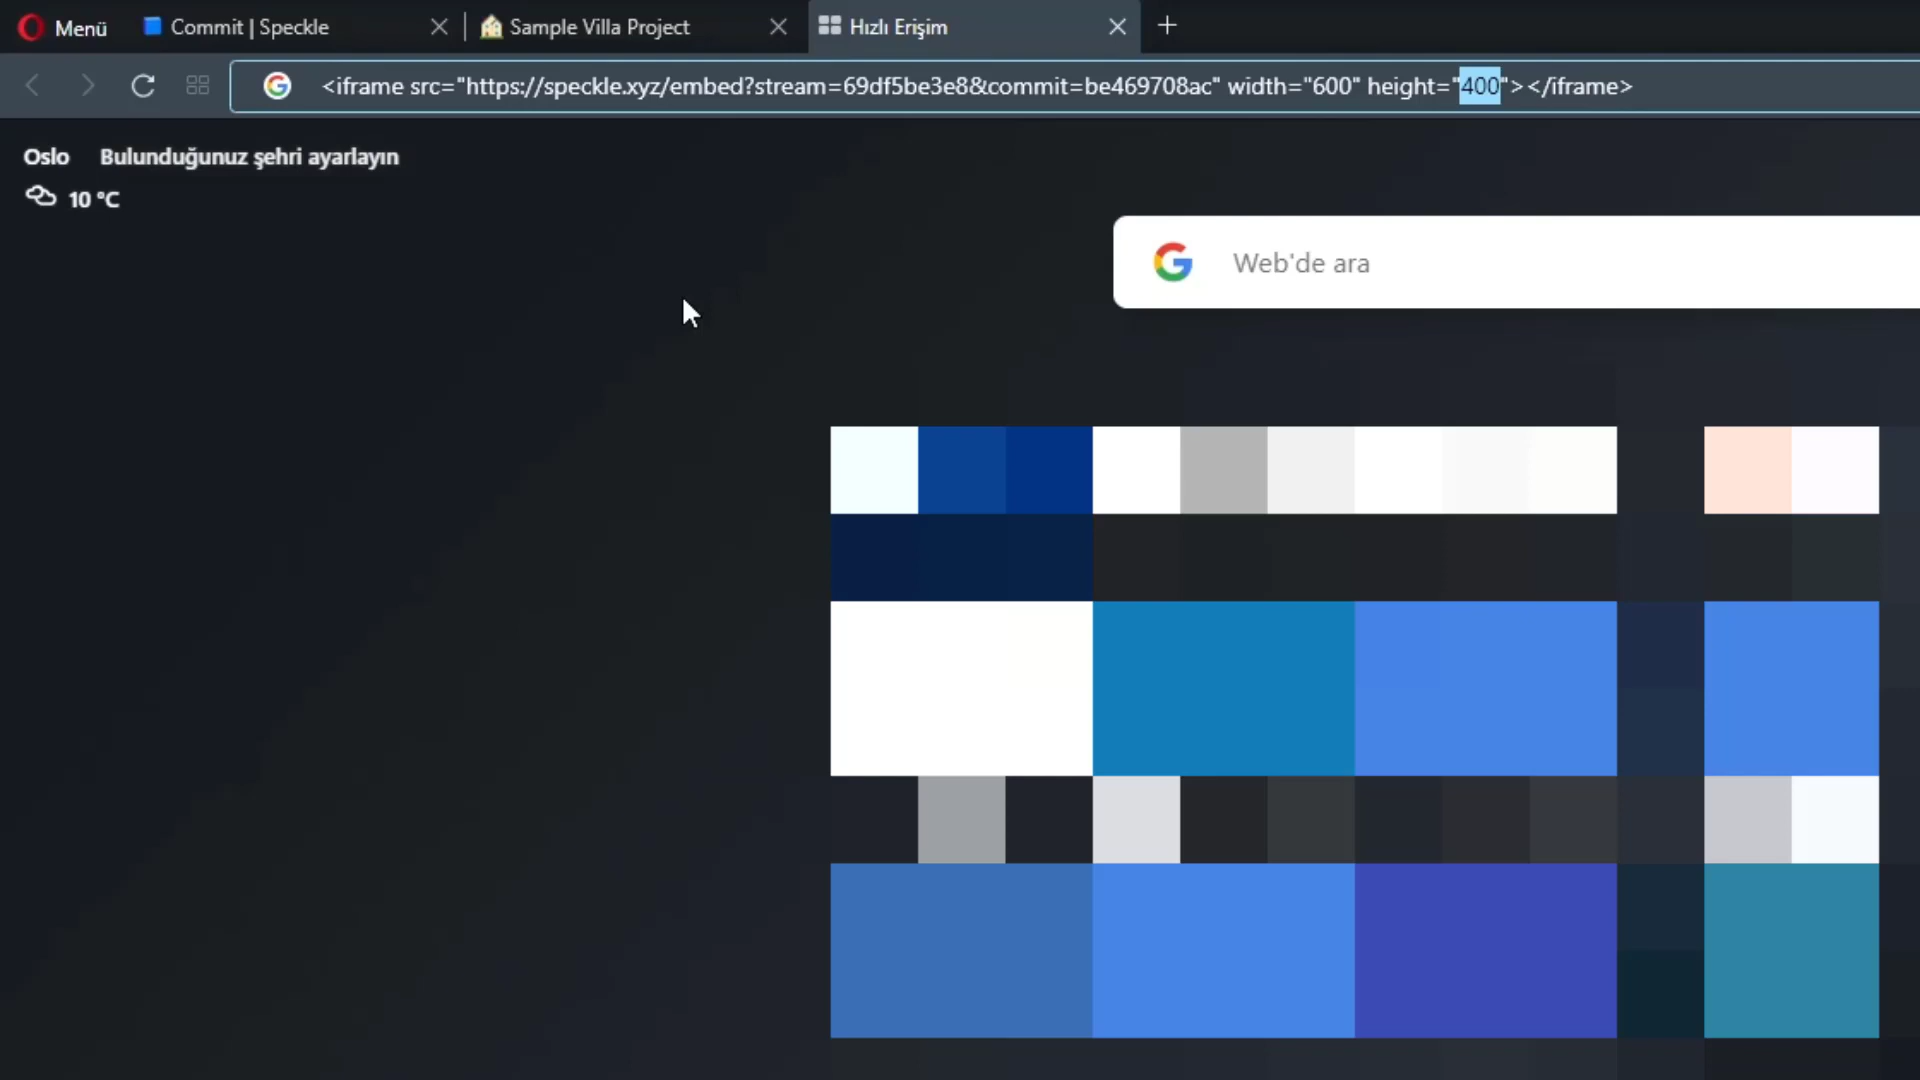 Menü
Commit | Speckle
Sample Villa Project
Hızlı Erişim
<iframe src="https://speckle.xyz/embed?stream=69df5be3e8&commit=be469708ac" width="600" height="400"></iframe>
Oslo Bulunduğunuz şehri ayarlayın
10 °C
Web'de ara